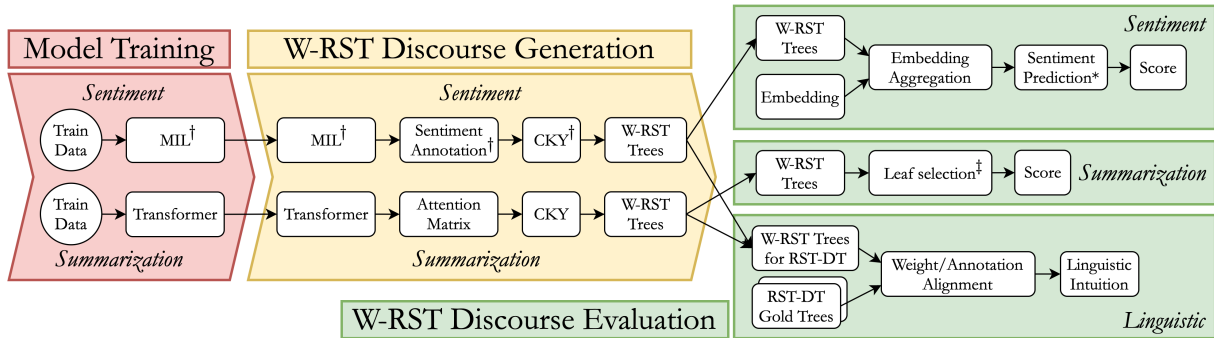 Model Training
Sentiment
Train
Data
MIL†
Train
Data
Transformer
Summarization
W-RST Discourse Generation
Sentiment
MIL†
Sentiment
Annotation†
CKY†
W-RST
Trees
Transformer
Attention
Matrix
CKY
W-RST
Trees
Summarization
W-RST Discourse Evaluation
Sentiment
W-RST
Trees
Embedding
Embedding
Aggregation
Sentiment
Prediction*
Score
W-RST
Trees
Leaf selection‡
Score
Summarization
W-RST Trees
for RST-DT
RST-DT
Gold Trees
Weight/Annotation
Alignment
Linguistic
Intuition
Linguistic